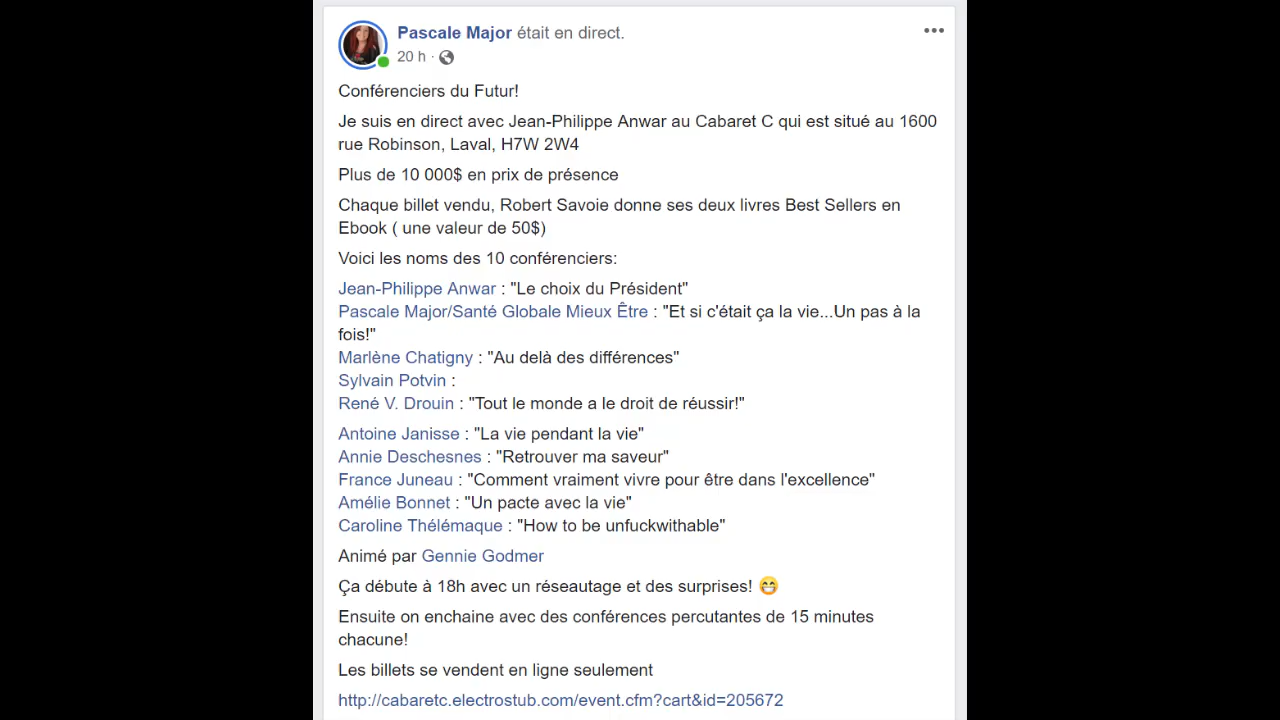 Pascale Major était en direct.
20 h ·
Conférenciers du Futur!
Je suis en direct avec Jean-Philippe Anwar au Cabaret C qui est situé au 1600
rue Robinson, Laval, H7W 2W4
Plus de 10 000$ en prix de présence
Chaque billet vendu, Robert Savoie donne ses deux livres Best Sellers en
Ebook ( une valeur de 50$)
Voici les noms des 10 conférenciers:
Jean-Philippe Anwar : "Le choix du Président"
Pascale Major/Santé Globale Mieux Être : "Et si c'était ça la vie...Un pas à la
fois!"
Marlène Chatigny : "Au delà des différences"
Sylvain Potvin :
René V. Drouin : "Tout le monde a le droit de réussir!"
Antoine Janisse : "La vie pendant la vie"
Annie Deschesnes : "Retrouver ma saveur"
France Juneau : "Comment vraiment vivre pour être dans l'excellence"
Amélie Bonnet : "Un pacte avec la vie"
Caroline Thélémaque : "How to be unfuckwithable"
Animé par Gennie Godmer
Ça débute à 18h avec un réseautage et des surprises! 😁
Ensuite on enchaine avec des conférences percutantes de 15 minutes
chacune!
Les billets se vendent en ligne seulement
http://cabaretc.electrostub.com/event.cfm?cart&id=205672